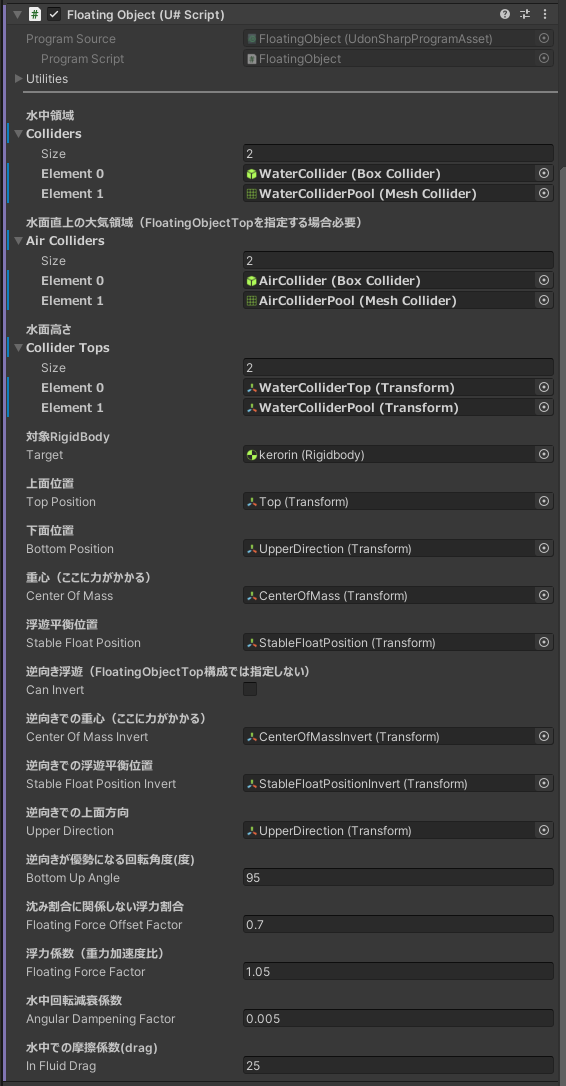 Floating Object (U# Script)
Program Source FloatingObject (UdonSharpProgramAsset)
Program Script FloatingObject
Utilities
水中領域
Colliders
Size 2
Element 0 WaterCollider (Box Collider)
Element 1 WaterColliderPool (Mesh Collider)
水面直上の大気領域（FloatingObjectTopを指定する場合必要）
Air Colliders
Size 2
Element 0 AirCollider (Box Collider)
Element 1 AirColliderPool (Mesh Collider)
水面高さ
Collider Tops
Size 2
Element 0 WaterColliderTop (Transform)
Element 1 WaterColliderPool (Transform)
対象RigidBody
Target kerorin (Rigidbody)
上面位置
Top Position Top (Transform)
下面位置
Bottom Position UpperDirection (Transform)
重心（ここに力がかかる）
Center Of Mass CenterOfMass (Transform)
浮遊平衡位置
Stable Float Position StableFloatPosition (Transform)
逆向き浮遊（FloatingObjectTop構成では指定しない）
Can Invert
逆向きでの重心（ここに力がかかる）
Center Of Mass Invert CenterOfMassInvert (Transform)
逆向きでの浮遊平衡位置
Stable Float Position Invert StableFloatPositionInvert (Transform)
逆向きでの上面方向
Upper Direction UpperDirection (Transform)
逆向きが優勢になる回転角度(度)
Bottom Up Angle 95
沈み割合に関係しない浮力割合
Floating Force Offset Factor 0.7
浮力係数（重力加速度比）
Floating Force Factor 1.05
水中回転減衰係数
Angular Dampening Factor 0.005
水中での摩擦係数(drag)
In Fluid Drag 25